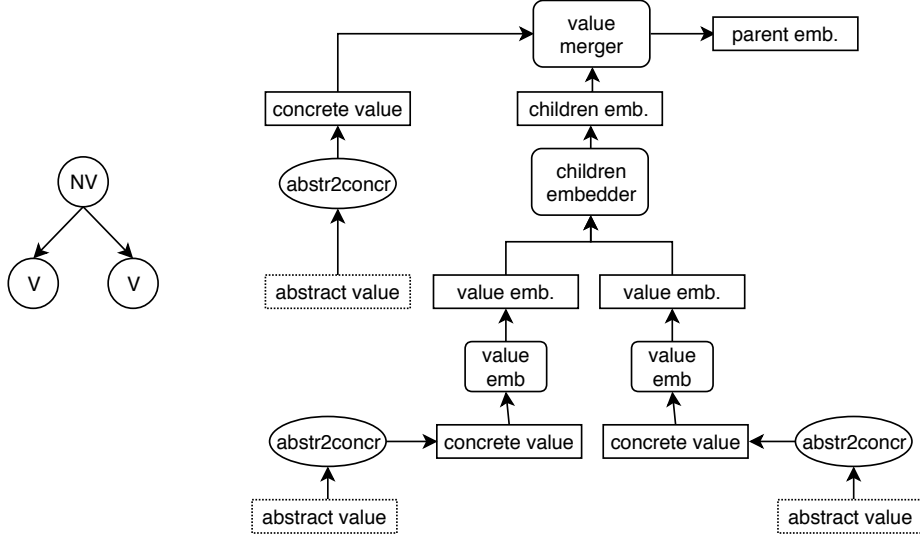 value
merger
parent emb.
concrete value
children emb.
children
embedder
abstr2concr
NV
V
V
abstract value
value emb.
value emb.
value
emb
value
emb
abstr2concr
concrete value
concrete value
abstr2concr
abstract value
abstract value